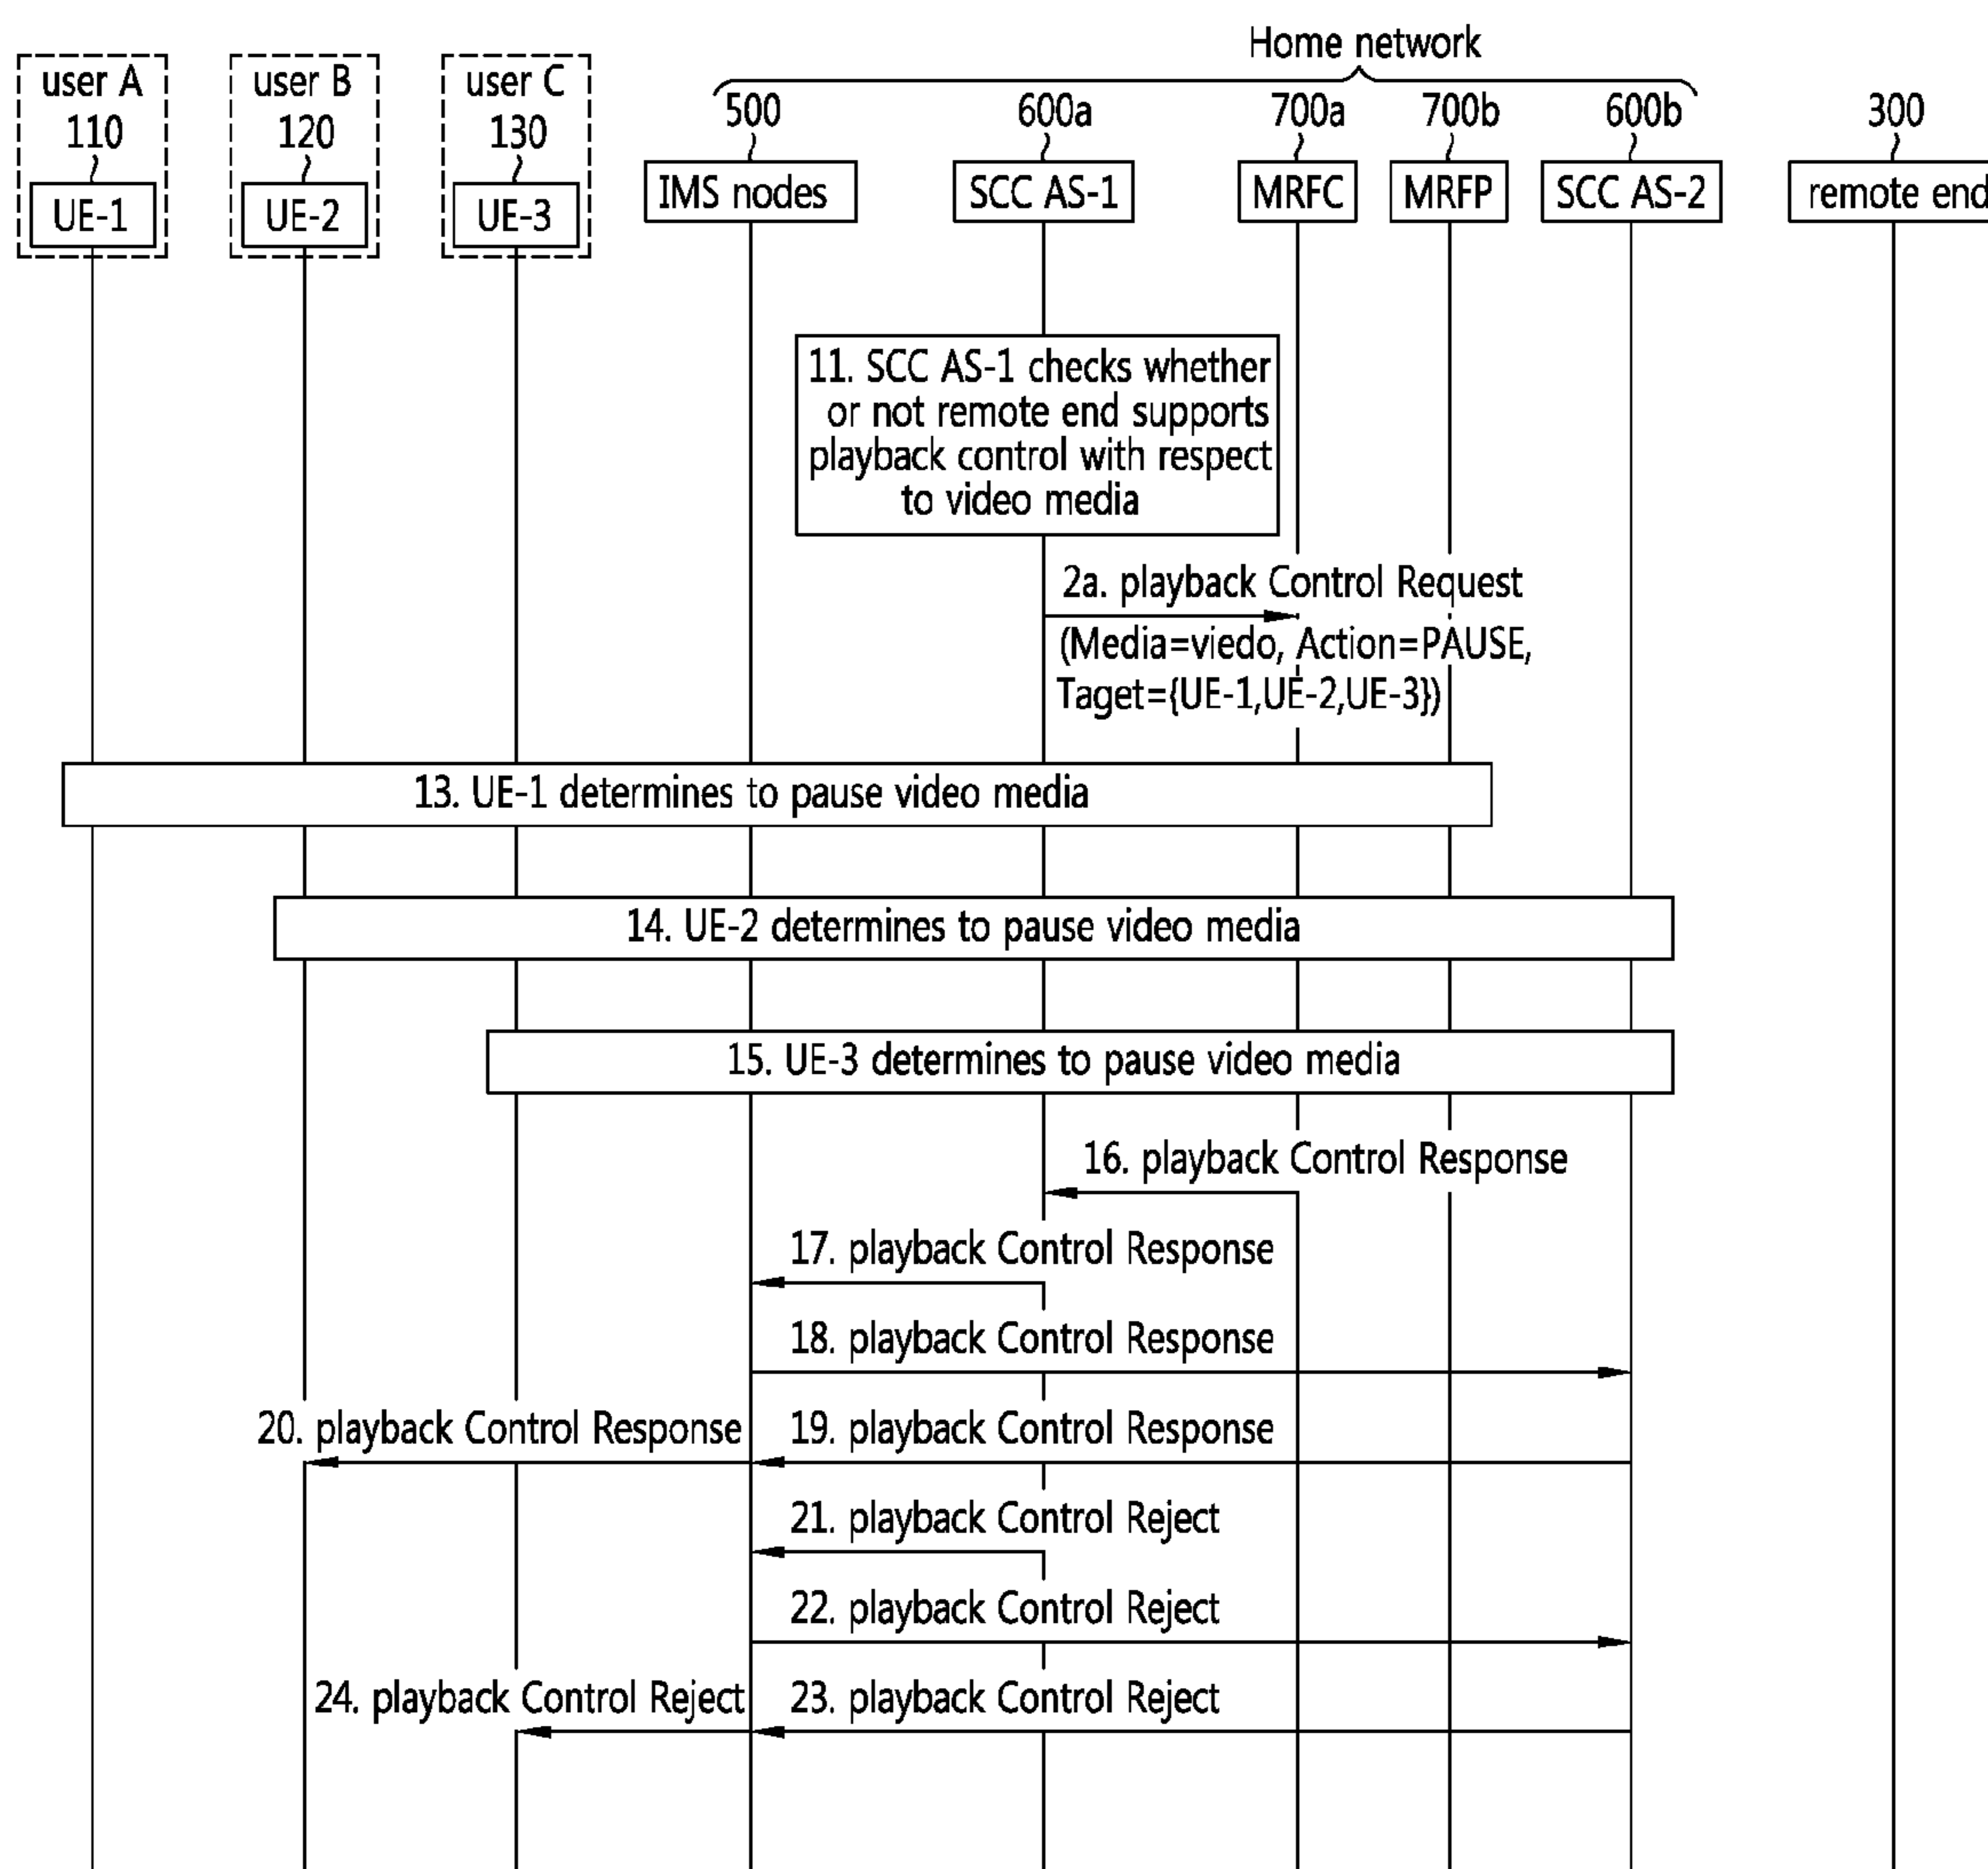 Home network
user A
user B
user C
110
120
130
500
600a
700a
700b
600b
300
UE-1
UE-2
UE-3
IMS nodes
SCC AS-1
MRFC
MRFP
SCC AS-2
remote end
11. SCC AS-1 checks whether
or not remote end supports
playback control with respect
to video media
2a. playback Control Request
(Media=viedo, Action=PAUSE,
Taget={UE-1,UE-2,UE-3})
13. UE-1 determines to pause video media
14. UE-2 determines to pause video media
15. UE-3 determines to pause video media
16. playback Control Response
17. playback Control Response
18. playback Control Response
20. playback Control Response
19. playback Control Response
21. playback Control Reject
22. playback Control Reject
24. playback Control Reject
23. playback Control Reject